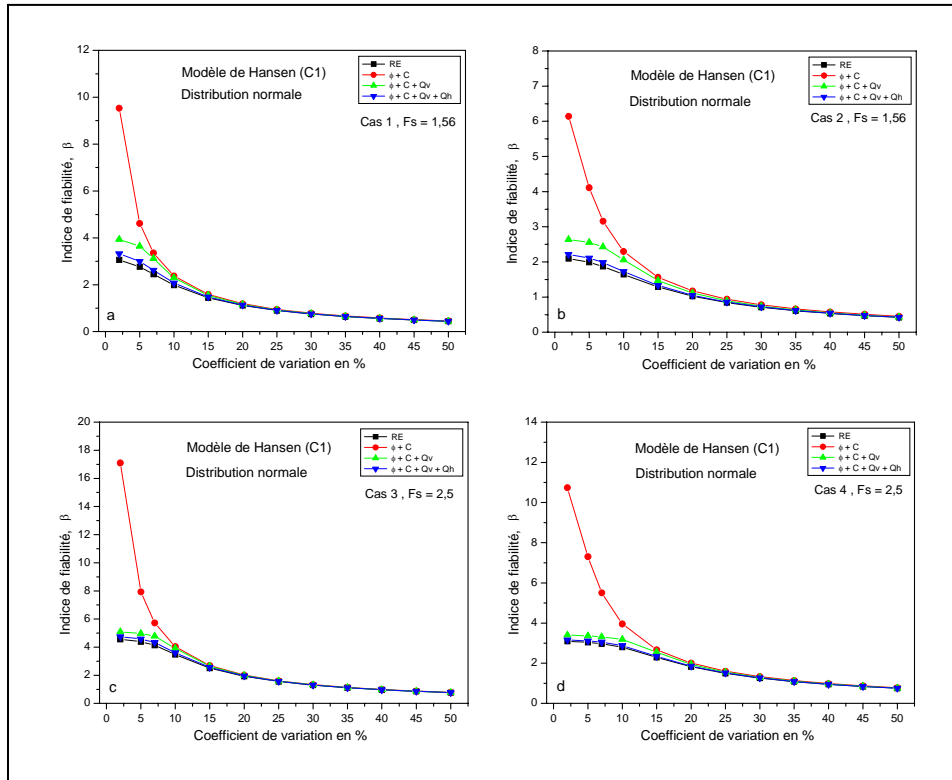 Modèle de Hansen (C1)
Distribution normale
Cas 1 , Fs = 1,56
RE
ϕ + C
ϕ + C + Qv
ϕ + C + Qv + Qh
Indice de fiabilité, β
12
10
8
6
4
2
0
a
0 5 10 15 20 25 30 35 40 45 50
Coefficient de variation en %
Modèle de Hansen (C1)
Distribution normale
Cas 2 , Fs = 1,56
RE
ϕ + C
ϕ + C + Qv
ϕ + C + Qv + Qh
Indice de fiabilité, β
8
7
6
5
4
3
2
1
0
b
0 5 10 15 20 25 30 35 40 45 50
Coefficient de variation en %
Modèle de Hansen (C1)
Distribution normale
Cas 3 , Fs = 2,5
RE
ϕ + C
ϕ + C + Qv
ϕ + C + Qv + Qh
Indice de fiabilité, β
20
18
16
14
12
10
8
6
4
2
0
c
0 5 10 15 20 25 30 35 40 45 50
Coefficient de variation en %
Modèle de Hansen (C1)
Distribution normale
Cas 4 , Fs = 2,5
RE
ϕ + C
ϕ + C + Qv
ϕ + C + Qv + Qh
Indice de fiabilité, β
14
12
10
8
6
4
2
0
d
0 5 10 15 20 25 30 35 40 45 50
Coefficient de variation en %